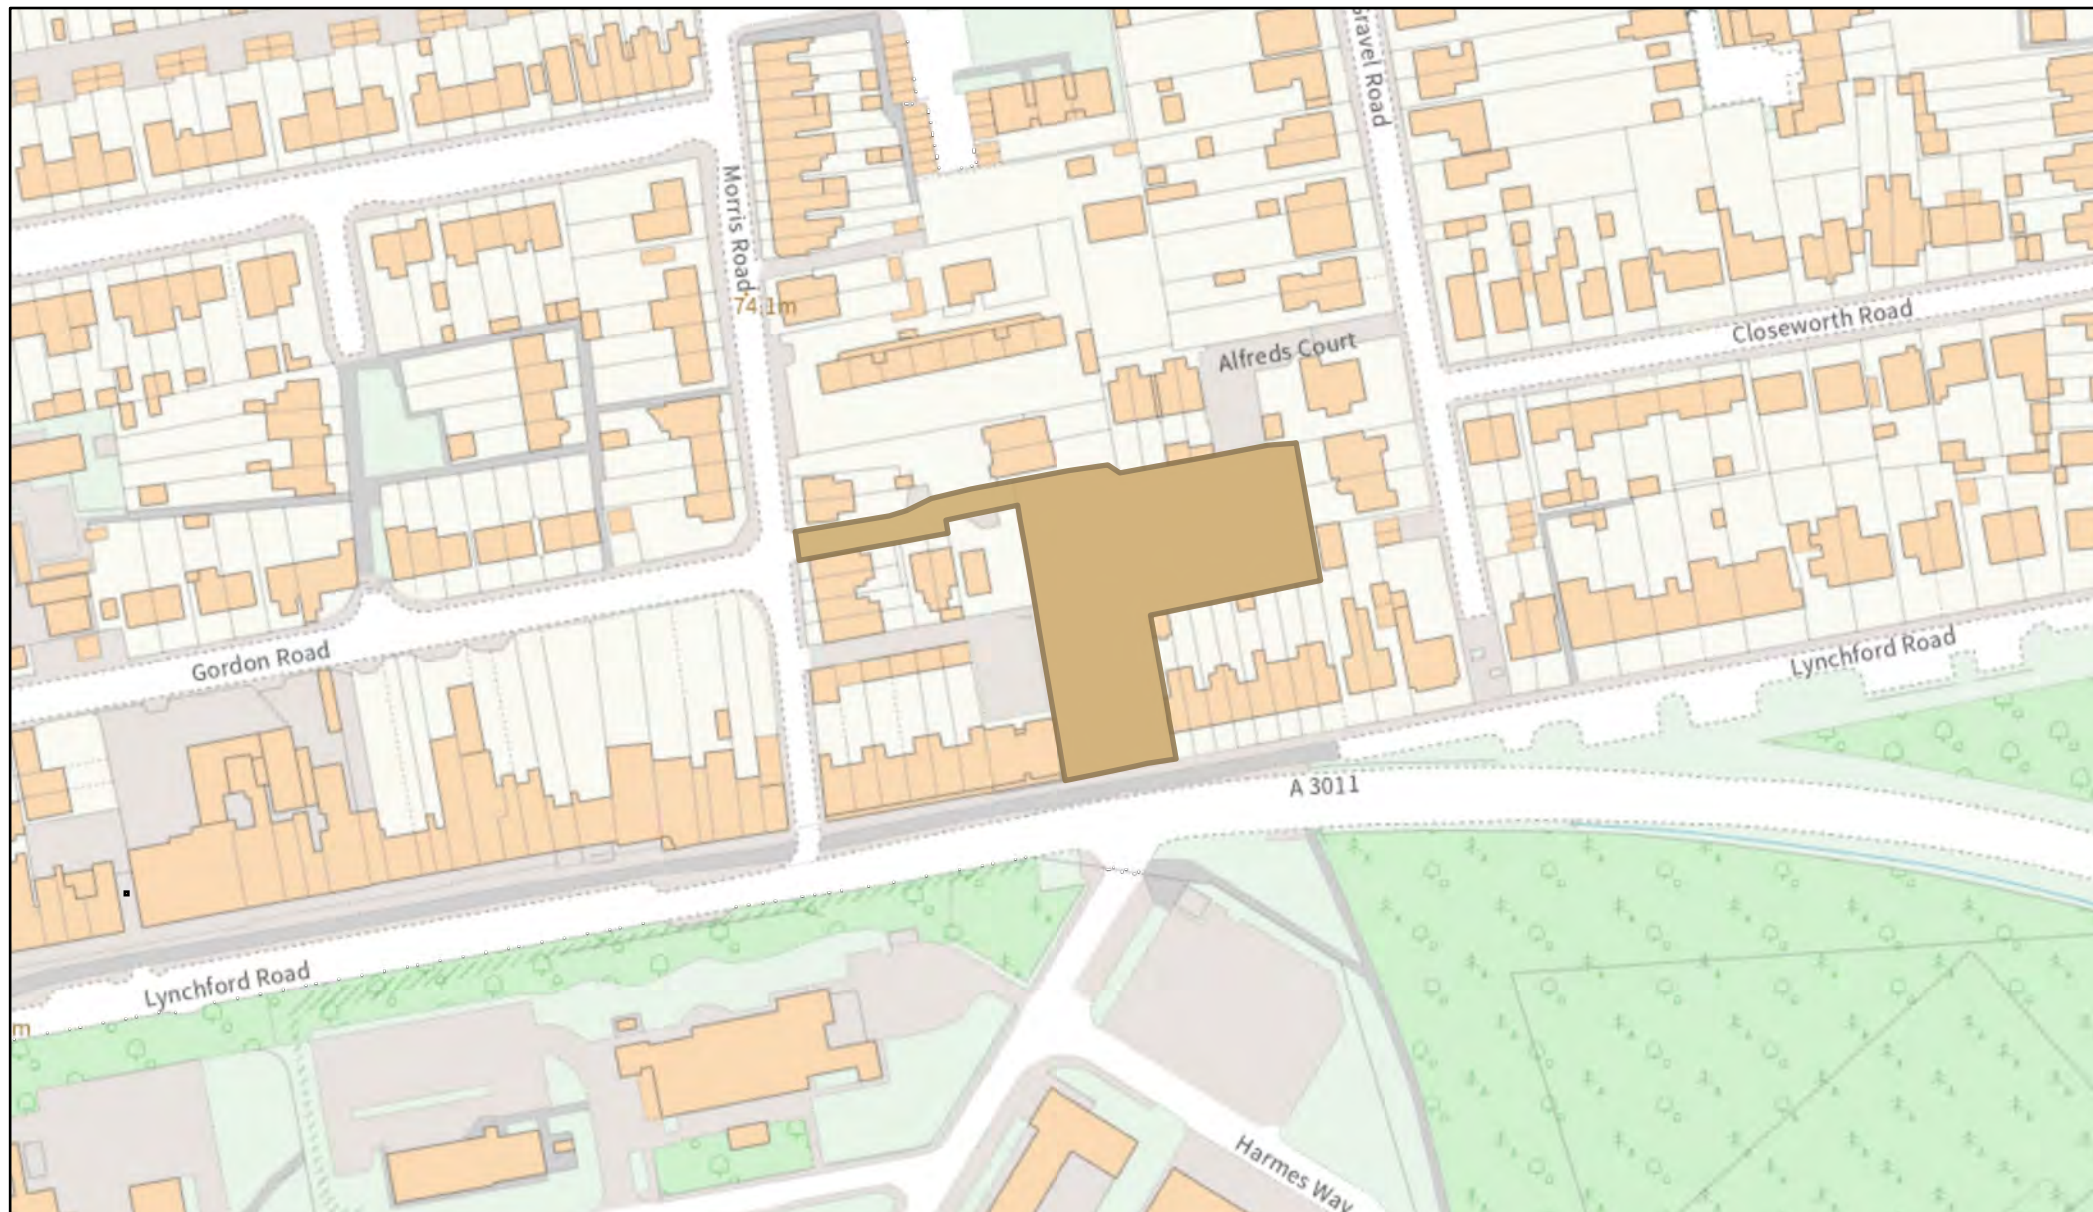 Gravel Road
Morris Road
74.1m
Alfreds Court
Closeworth Road
Gordon Road
Lynchford Road
A 3011
Lynchford Road
m
Harmes Way